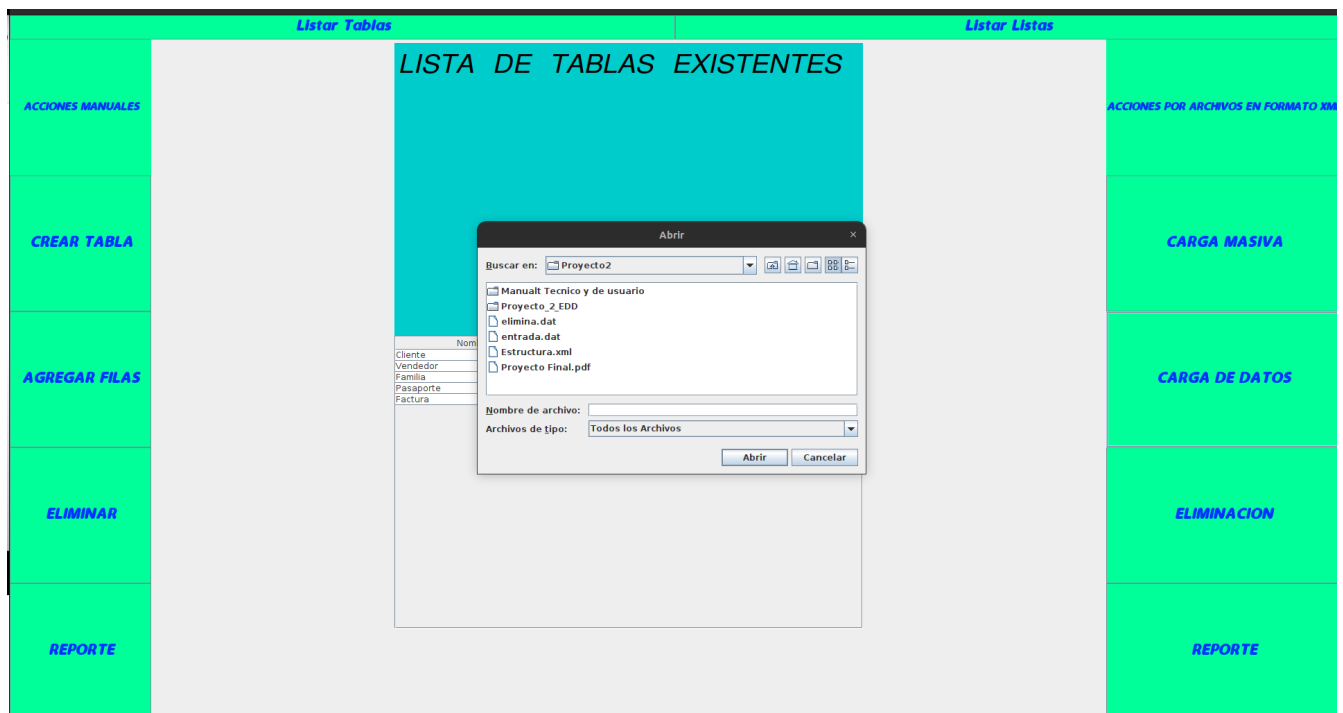 Listar Tablas
Listar Listas
ACCIONES MANUALES
CREAR TABLA
AGREGAR FILAS
ELIMINAR
REPORTE
LISTA DE TABLAS EXISTENTES
Cliente
Vendedor
Familia
Pasaporte
Factura
Abrir
Buscar en: Proyecto2
Manualt Tecnico y de usuario
Proyecto_2_EDD
elimina.dat
entrada.dat
Estructura.xml
Proyecto Final.pdf
Nombre de archivo:
Archivos de tipo: Todos los Archivos
Abrir Cancelar
ACCIONES POR ARCHIVOS EN FORMATO XM
CARGA MASIVA
CARGA DE DATOS
ELIMINACION
REPORTE